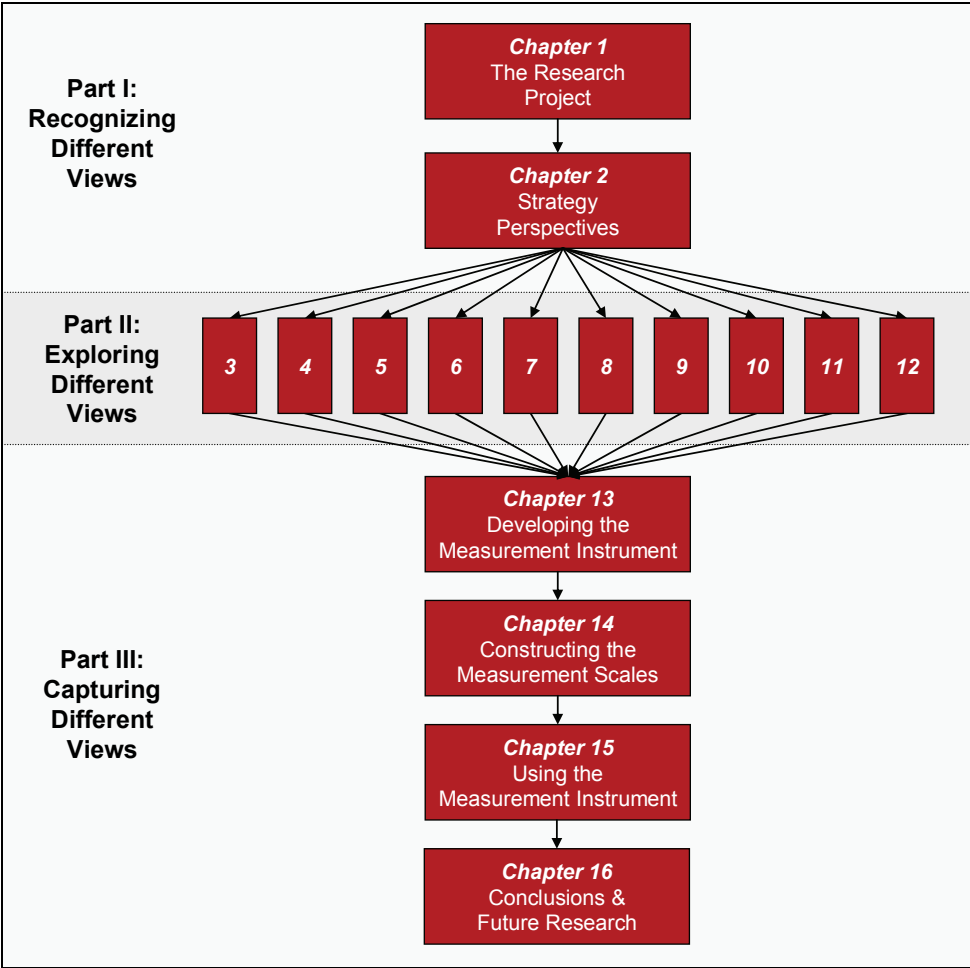 Part I:
Recognizing
Different
Views
Chapter 1
The Research
Project
Chapter 2
Strategy
Perspectives
Part II:
Exploring
Different
Views
3 4 5 6 7 8 9 10 11 12
Part III:
Capturing
Different
Views
Chapter 13
Developing the
Measurement Instrument
Chapter 14
Constructing the
Measurement Scales
Chapter 15
Using the
Measurement Instrument
Chapter 16
Conclusions &
Future Research